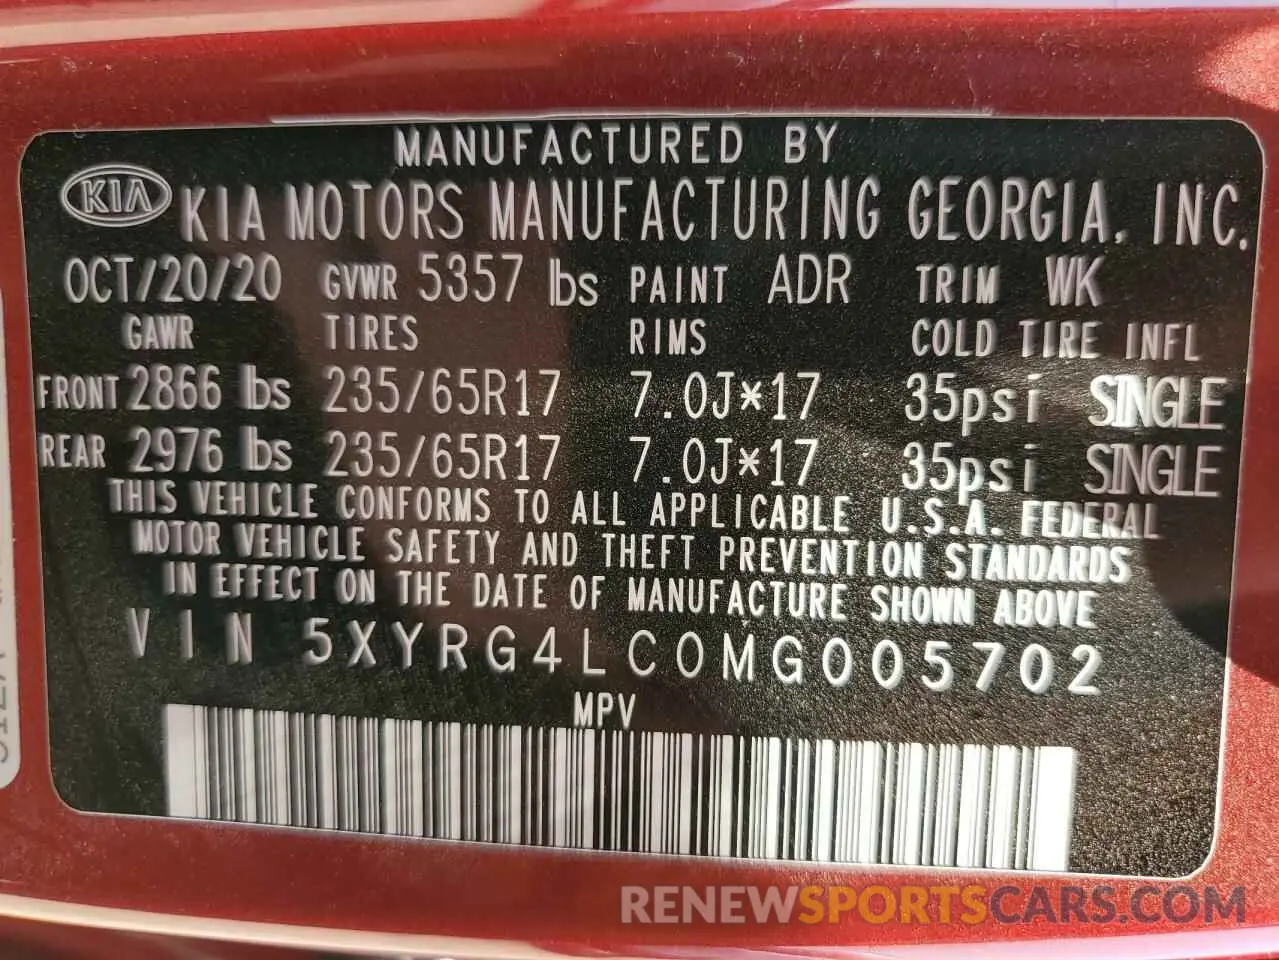 MANUFACTURED BY
KIA KIA MOTORS MANUFACTURING GEORGIA, INC.
OCT/20/20 GVWR 5357 lbs PAINT ADR TRIM WK
GAWR TIRES RIMS COLD TIRE INFL
FRONT 2866 lbs 235/65R17 7.0J*17 35psi SINGLE
REAR 2976 lbs 235/65R17 7.0J*17 35psi SINGLE
THIS VEHICLE CONFORMS TO ALL APPLICABLE U.S.A. FEDERAL
MOTOR VEHICLE SAFETY AND THEFT PREVENTION STANDARDS
IN EFFECT ON THE DATE OF MANUFACTURE SHOWN ABOVE
VIN 5XYRG4LC0MG005702
MPV
RENEWSPORTSCARS.COM